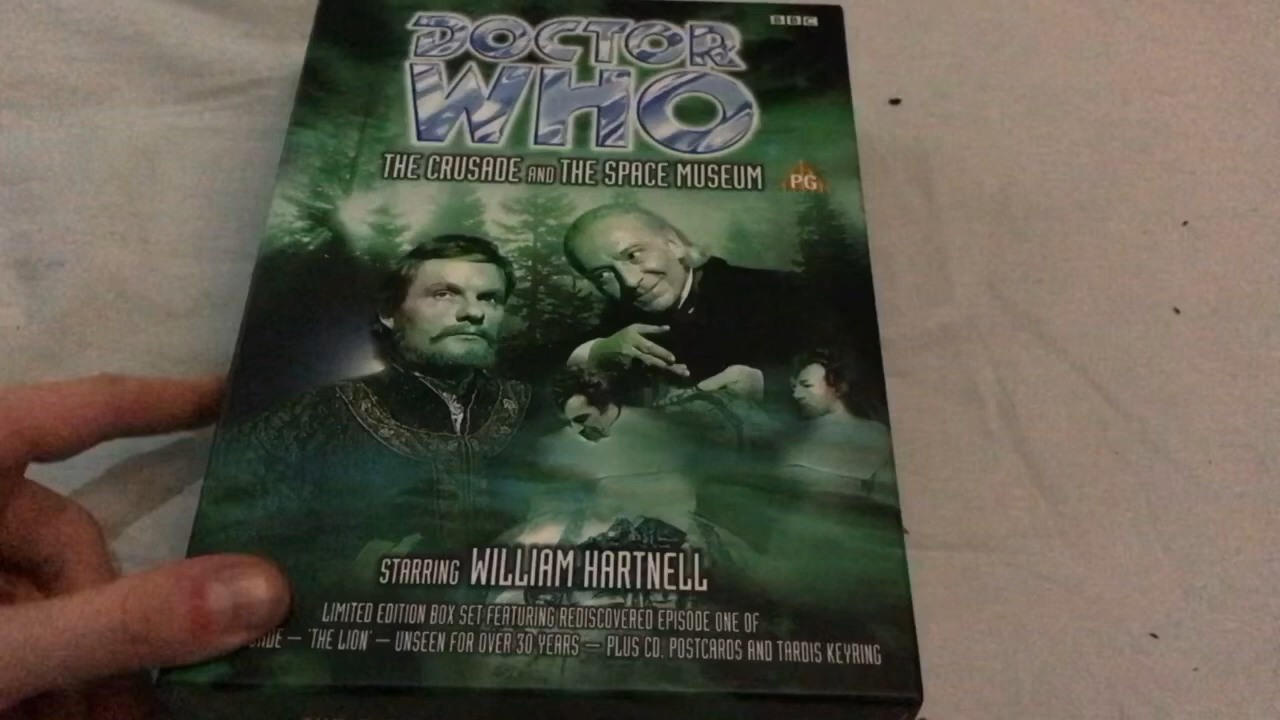 BBC
DOCTOR
WHO
THE CRUSADE AND THE SPACE MUSEUM
PG
STARRING WILLIAM HARTNELL
LIMITED EDITION BOX SET FEATURING REDISCOVERED EPISODE ONE OF
— 'THE LION' — UNSEEN FOR OVER 30 YEARS — PLUS CD, POSTCARDS AND TARDIS KEYRING